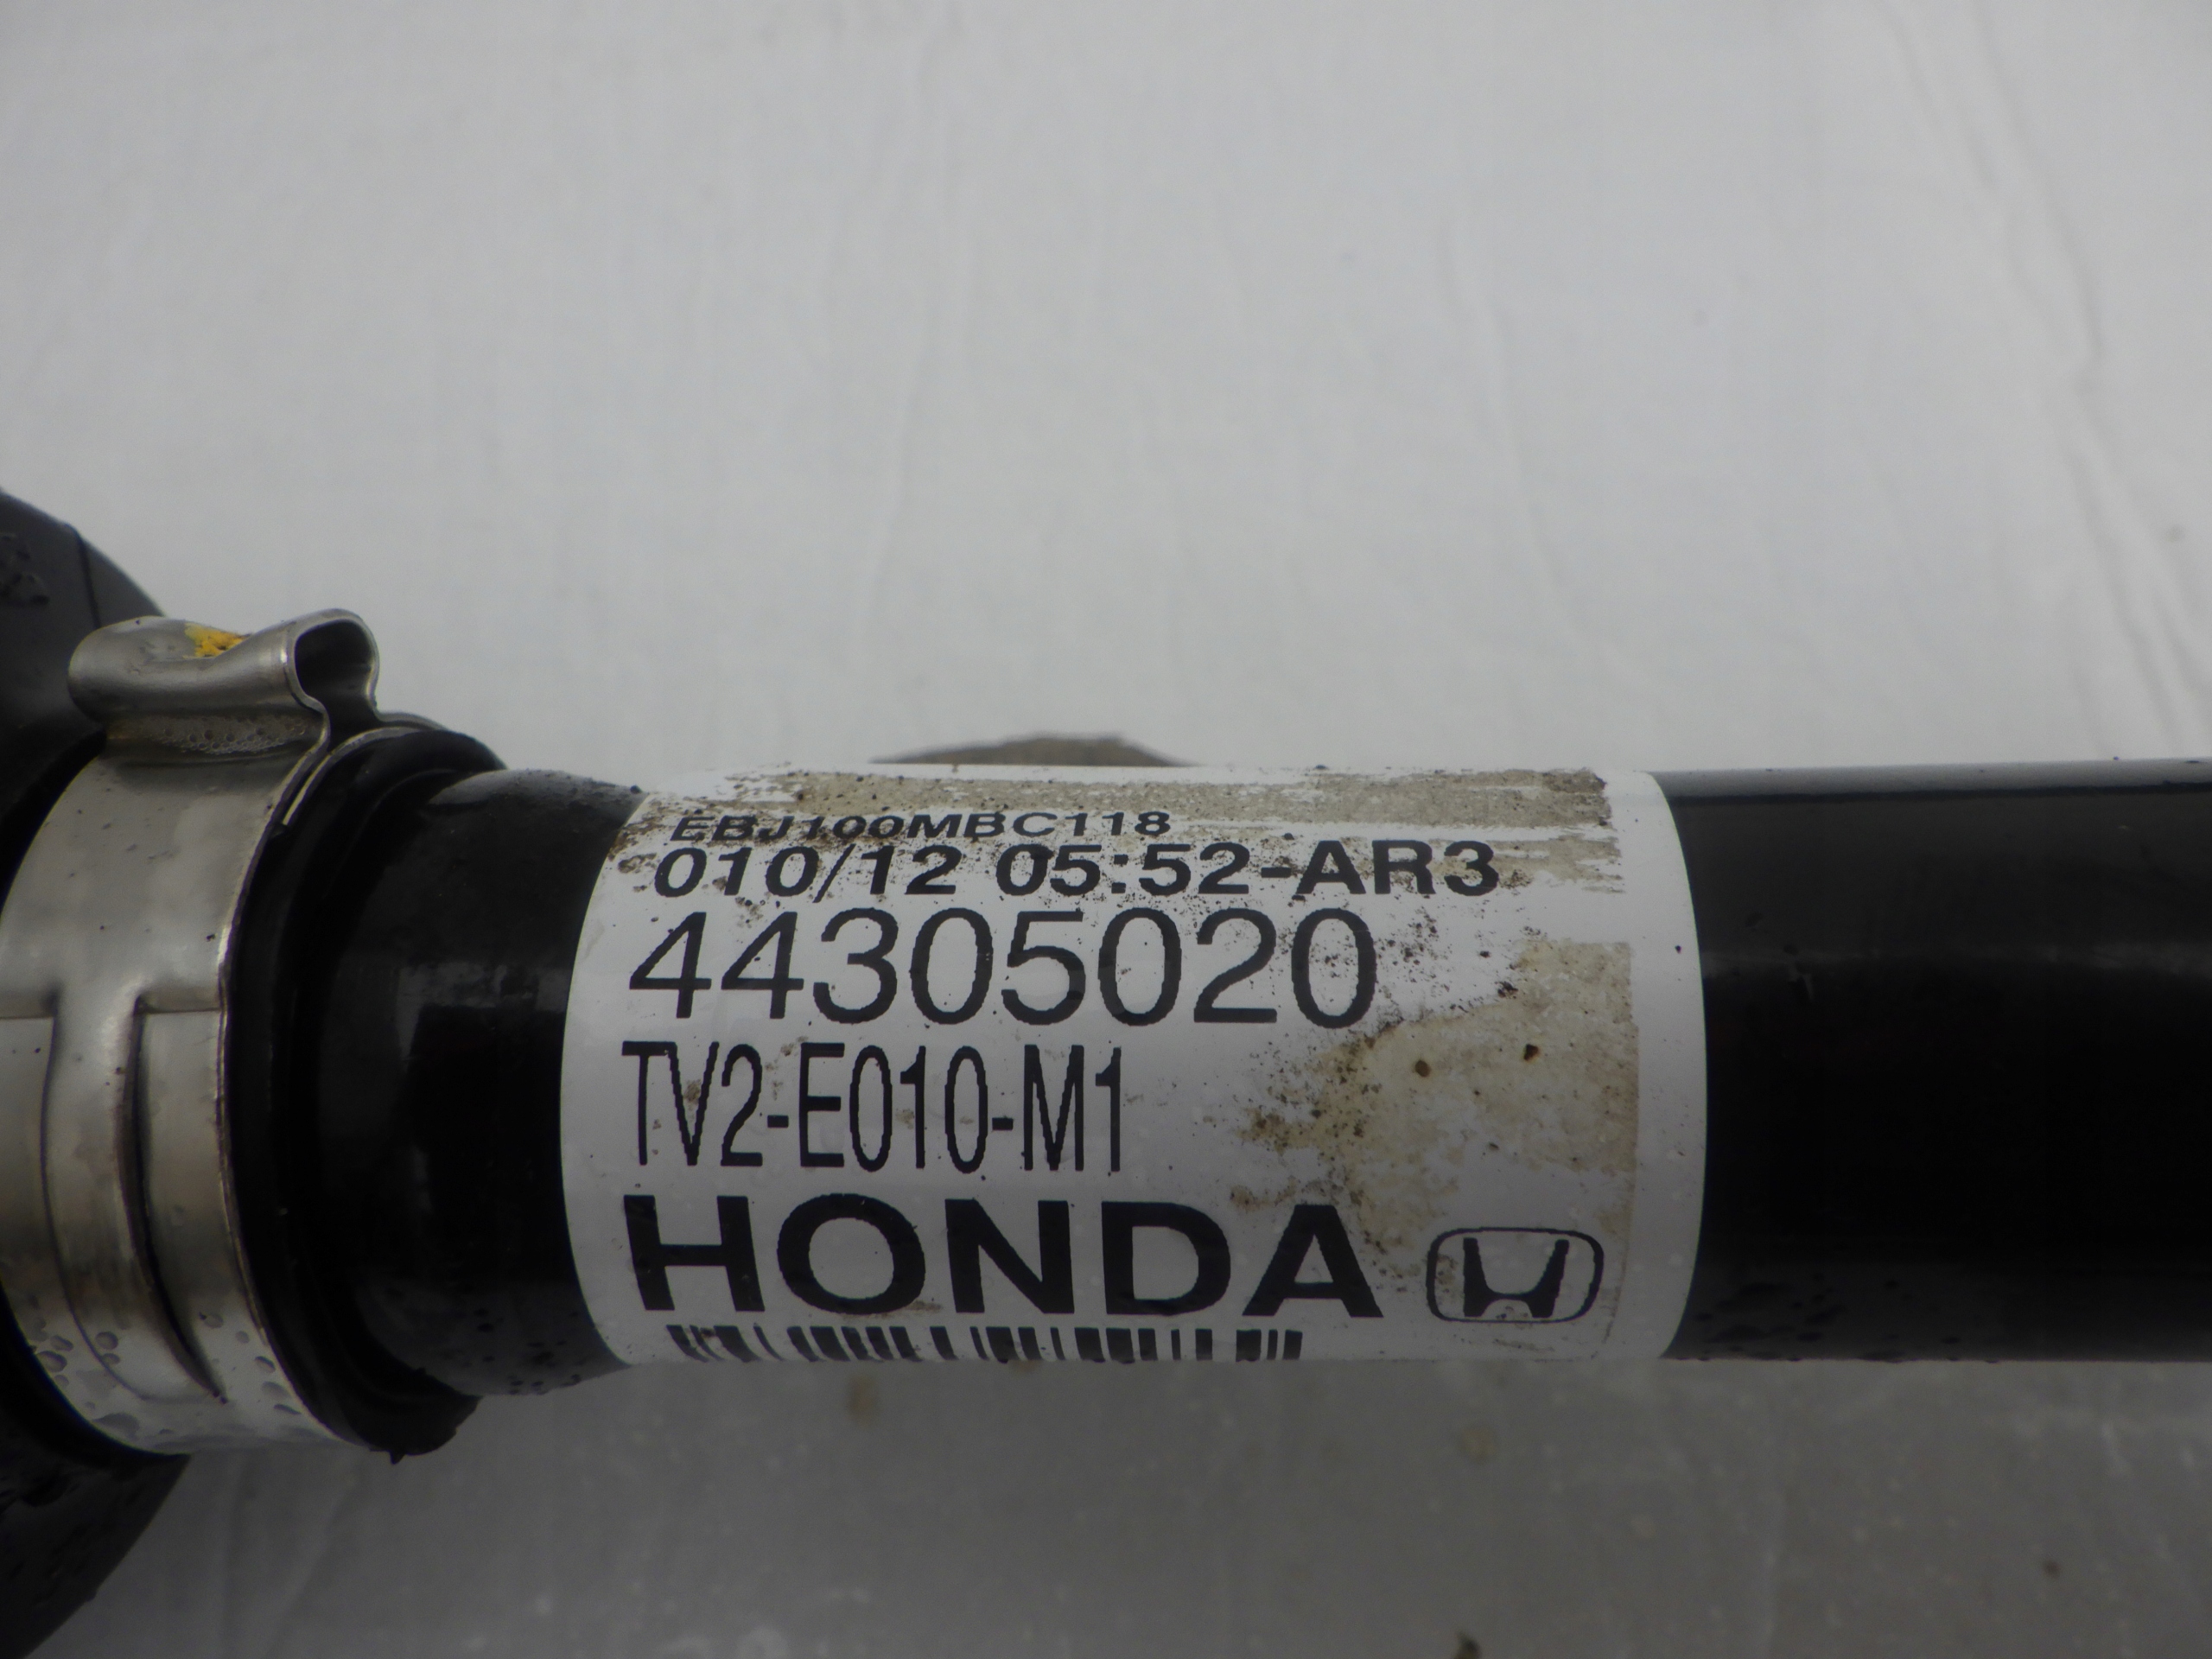 EBJ100MBC118
010/12 05:52-AR3
44305020
TV2-E010-M1
HONDA